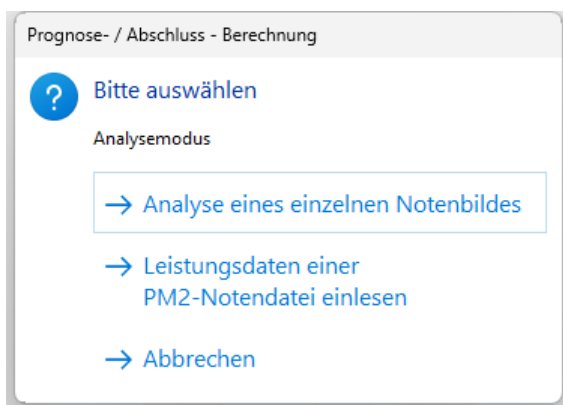 Prognose- / Abschluss - Berechnung
?
Bitte auswählen
Analysemodus
→ Analyse eines einzelnen Notenbildes
→ Leistungsdaten einer
PM2-Notendatei einlesen
→ Abbrechen